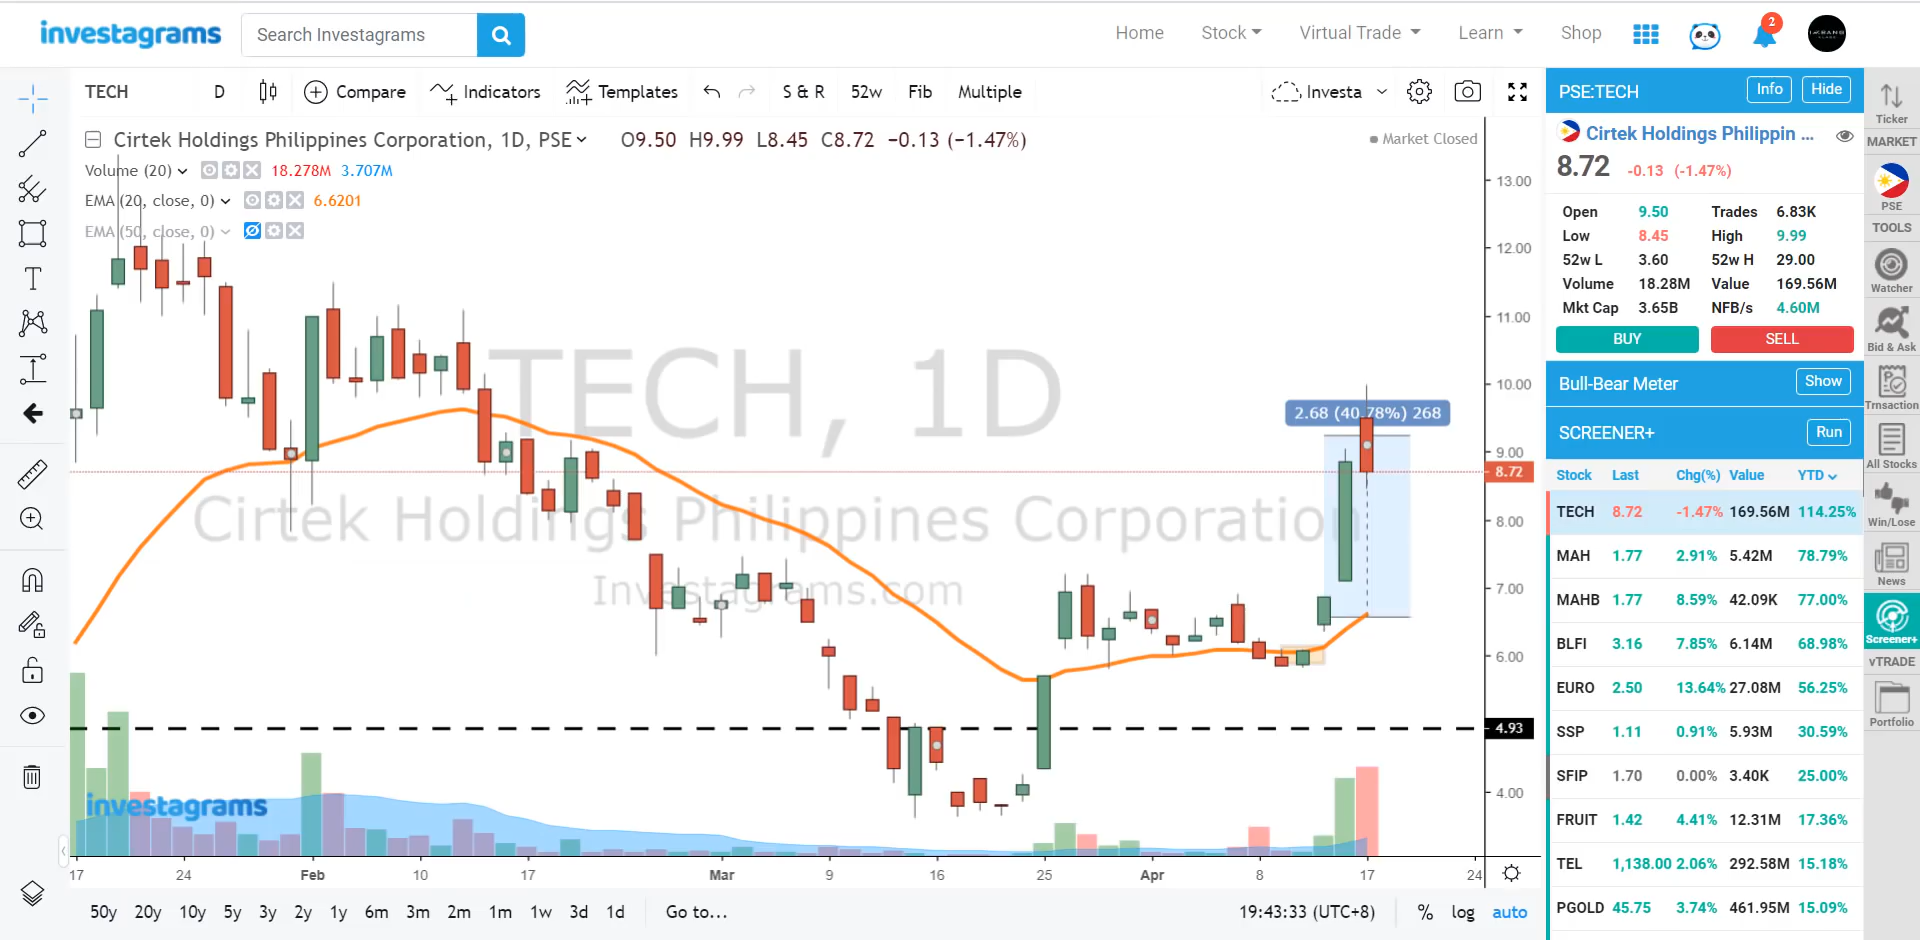 investagrams
Search Investagrams
Home
Stock
Virtual Trade
Learn
Shop
2
TECH
D
Compare
Indicators
Templates
S & R
52w
Fib
Multiple
Investa
Cirtek Holdings Philippines Corporation, 1D, PSE
O9.50 H9.99 L8.45 C8.72 −0.13 (−1.47%)
Market Closed
Volume (20)
18.278M 3.707M
EMA (20, close, 0)
6.6201
EMA (50, close, 0)
TECH, 1D
Cirtek Holdings Philippines Corporation
Investagrams.com
2.68 (40.78%) 268
13.00
12.00
11.00
10.00
9.00
8.72
8.00
7.00
6.00
4.93
4.00
investagrams
17
24
Feb
10
17
Mar
9
16
25
Apr
8
17
24
50y 20y 10y 5y 3y 2y 1y 6m 3m 2m 1m 1w 3d 1d
Go to...
19:43:33 (UTC+8)
% log auto
PSE:TECH
Info
Hide
Cirtek Holdings Philippin ...
8.72 -0.13 (-1.47%)
Open 9.50 Trades 6.83K
Low 8.45 High 9.99
52w L 3.60 52w H 29.00
Volume 18.28M Value 169.56M
Mkt Cap 3.65B NFB/s 4.60M
BUY
SELL
Bull-Bear Meter
Show
SCREENER+
Run
Stock Last Chg(%) Value YTD
TECH 8.72 -1.47% 169.56M 114.25%
MAH 1.77 2.91% 5.42M 78.79%
MAHB 1.77 8.59% 42.09K 77.00%
BLFI 3.16 7.85% 6.14M 68.98%
EURO 2.50 13.64% 27.08M 56.25%
SSP 1.11 0.91% 5.93M 30.59%
SFIP 1.70 0.00% 3.40K 25.00%
FRUIT 1.42 4.41% 12.31M 17.36%
TEL 1,138.00 2.06% 292.58M 15.18%
PGOLD 45.75 3.74% 461.95M 15.09%
Ticker
MARKET
PSE
TOOLS
Watcher
Bid & Ask
Trnsaction
All Stocks
Win/Lose
News
Screener+
vTRADE
Portfolio